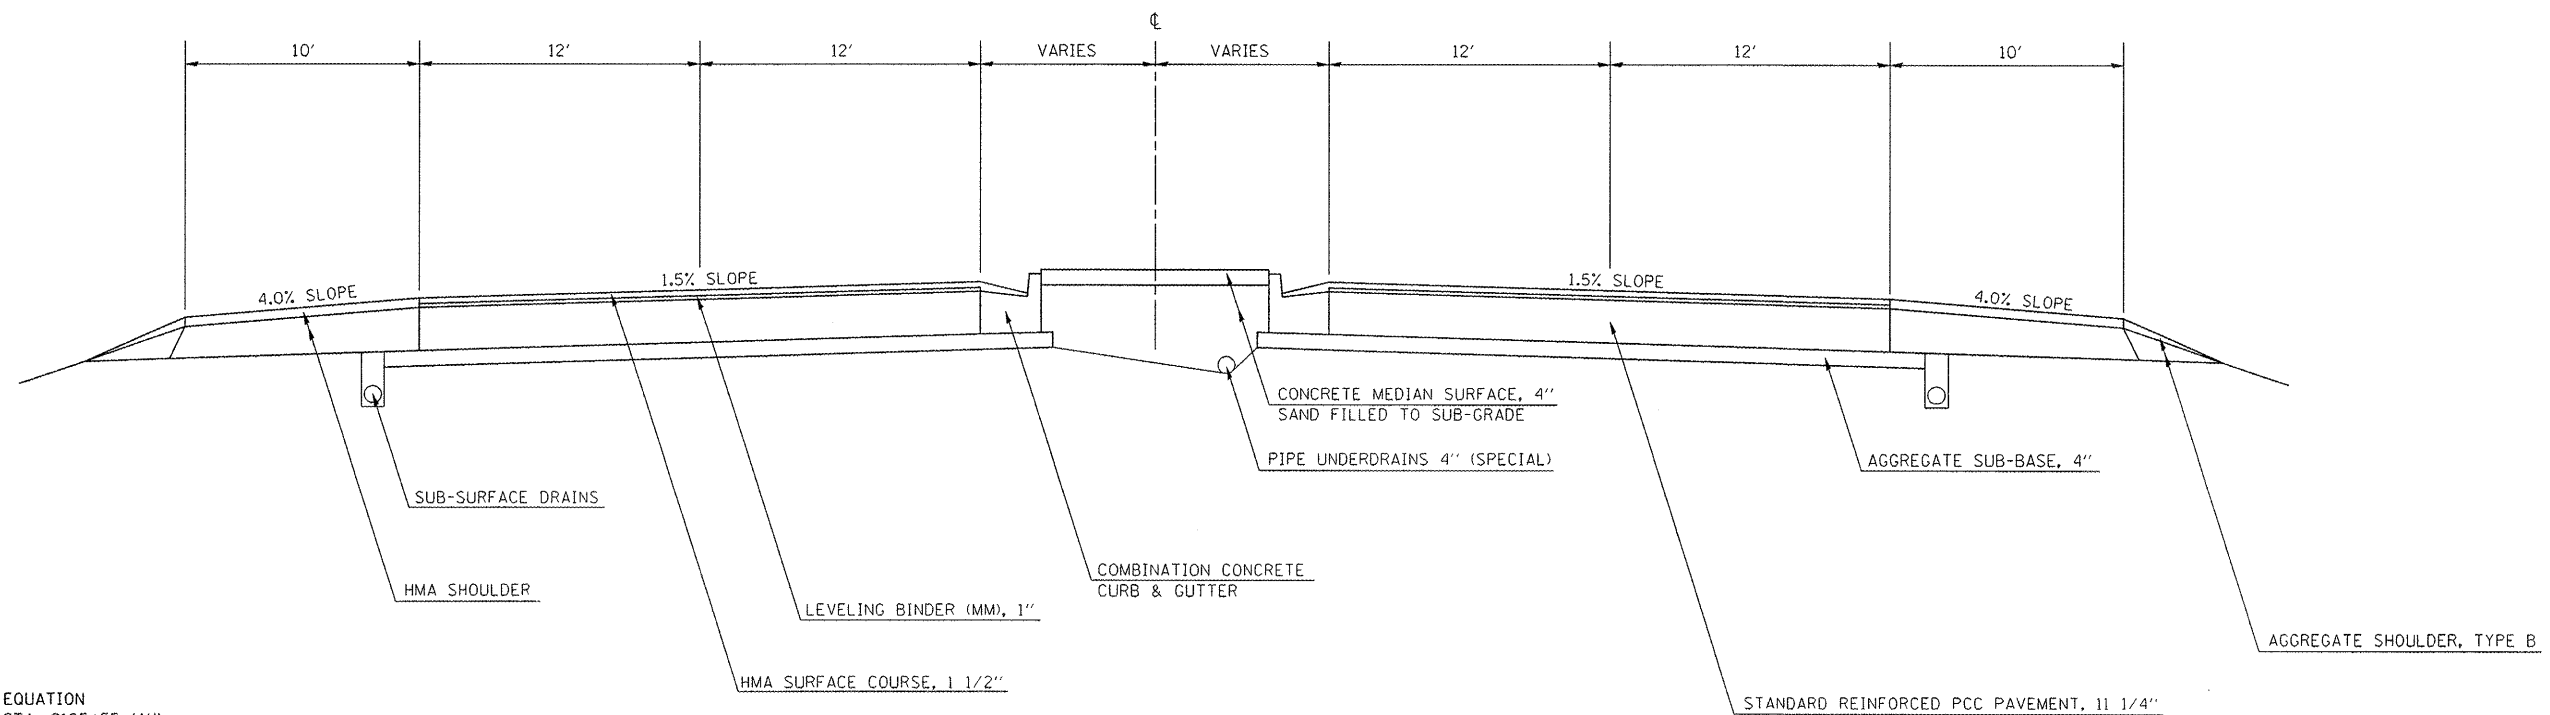 ℄
10' 12' 12' VARIES VARIES 12' 12' 10'
4.0% SLOPE 1.5% SLOPE 1.5% SLOPE 4.0% SLOPE
CONCRETE MEDIAN SURFACE, 4"
SAND FILLED TO SUB-GRADE
PIPE UNDERDRAINS 4" (SPECIAL)
AGGREGATE SUB-BASE, 4"
SUB-SURFACE DRAINS
COMBINATION CONCRETE
CURB & GUTTER
HMA SHOULDER
LEVELING BINDER (MM), 1"
AGGREGATE SHOULDER, TYPE B
HMA SURFACE COURSE, 1 1/2"
STANDARD REINFORCED PCC PAVEMENT, 11 1/4"
EQUATION